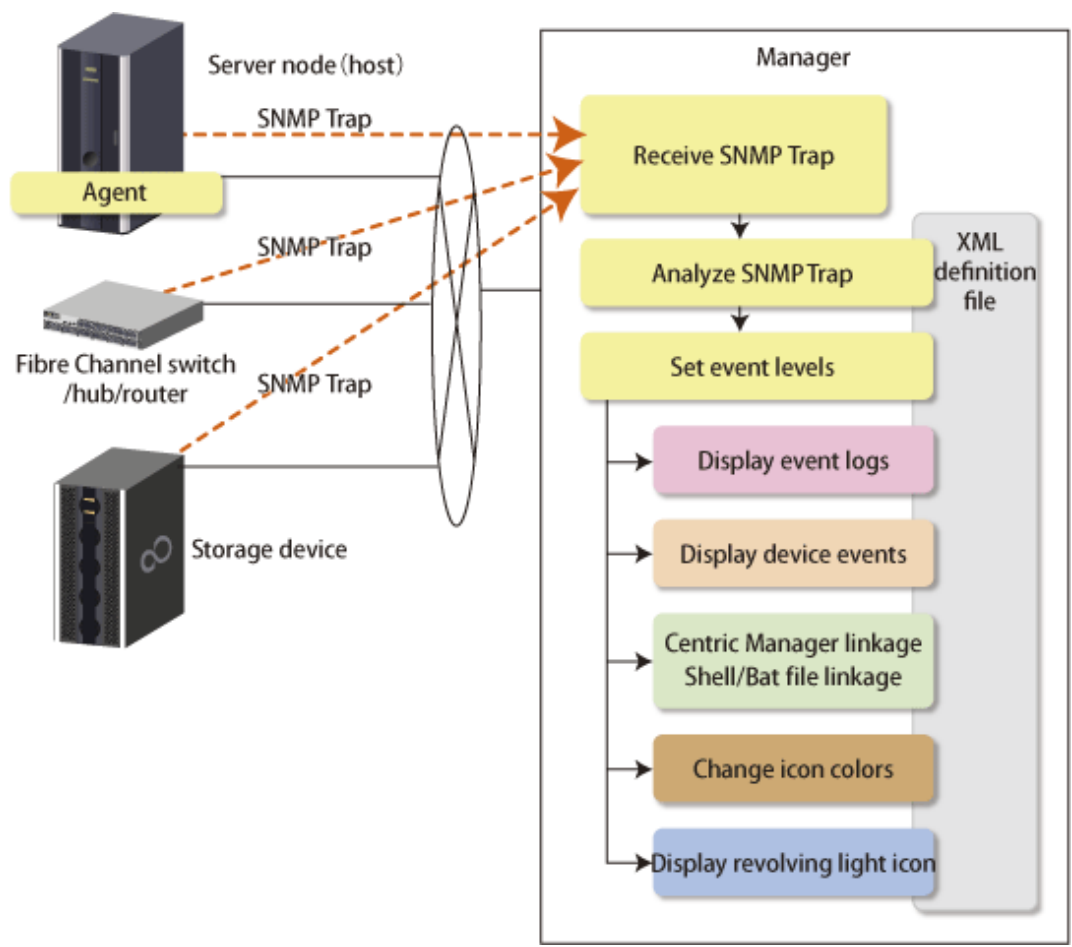 Server node (host)
SNMP Trap
Agent
SNMP Trap
Fibre Channel switch
/hub/router
SNMP Trap
Storage device
Manager
Receive SNMP Trap
XML
definition
file
Analyze SNMP Trap
Set event levels
Display event logs
Display device events
Centric Manager linkage
Shell/Bat file linkage
Change icon colors
Display revolving light icon